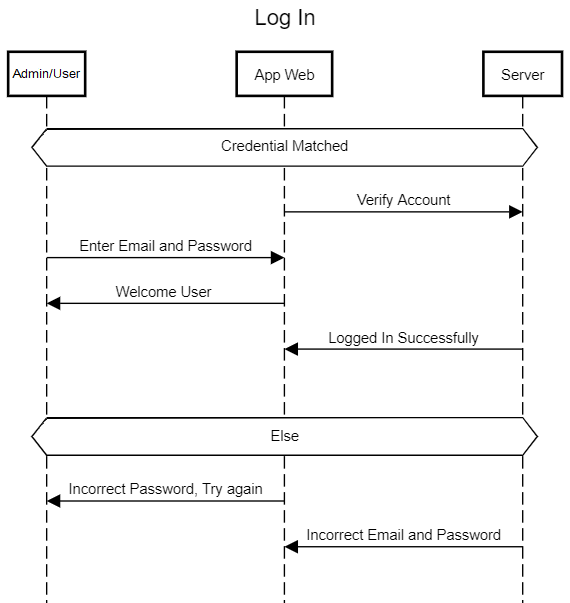 Log In
Admin/User
App Web
Server
Credential Matched
Verify Account
Enter Email and Password
Welcome User
Logged In Successfully
Else
Incorrect Password, Try again
Incorrect Email and Password